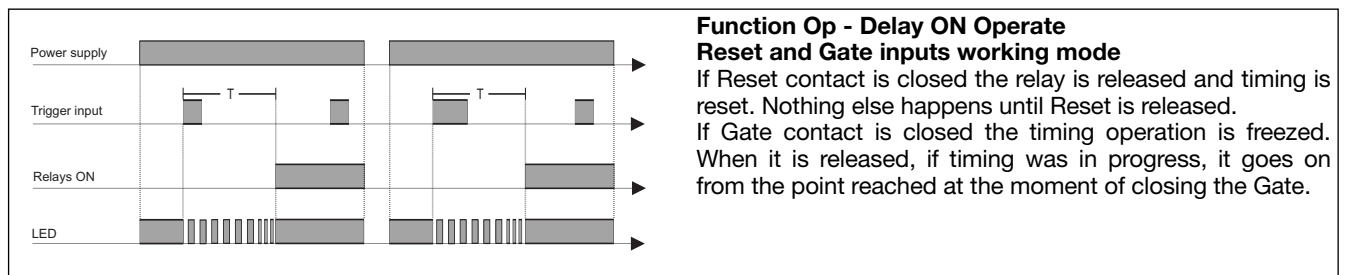 Power supply
T
T
Trigger input
Relays ON
LED
Function Op - Delay ON Operate
Reset and Gate inputs working mode
If Reset contact is closed the relay is released and timing is
reset. Nothing else happens until Reset is released.
If Gate contact is closed the timing operation is freezed.
When it is released, if timing was in progress, it goes on
from the point reached at the moment of closing the Gate.